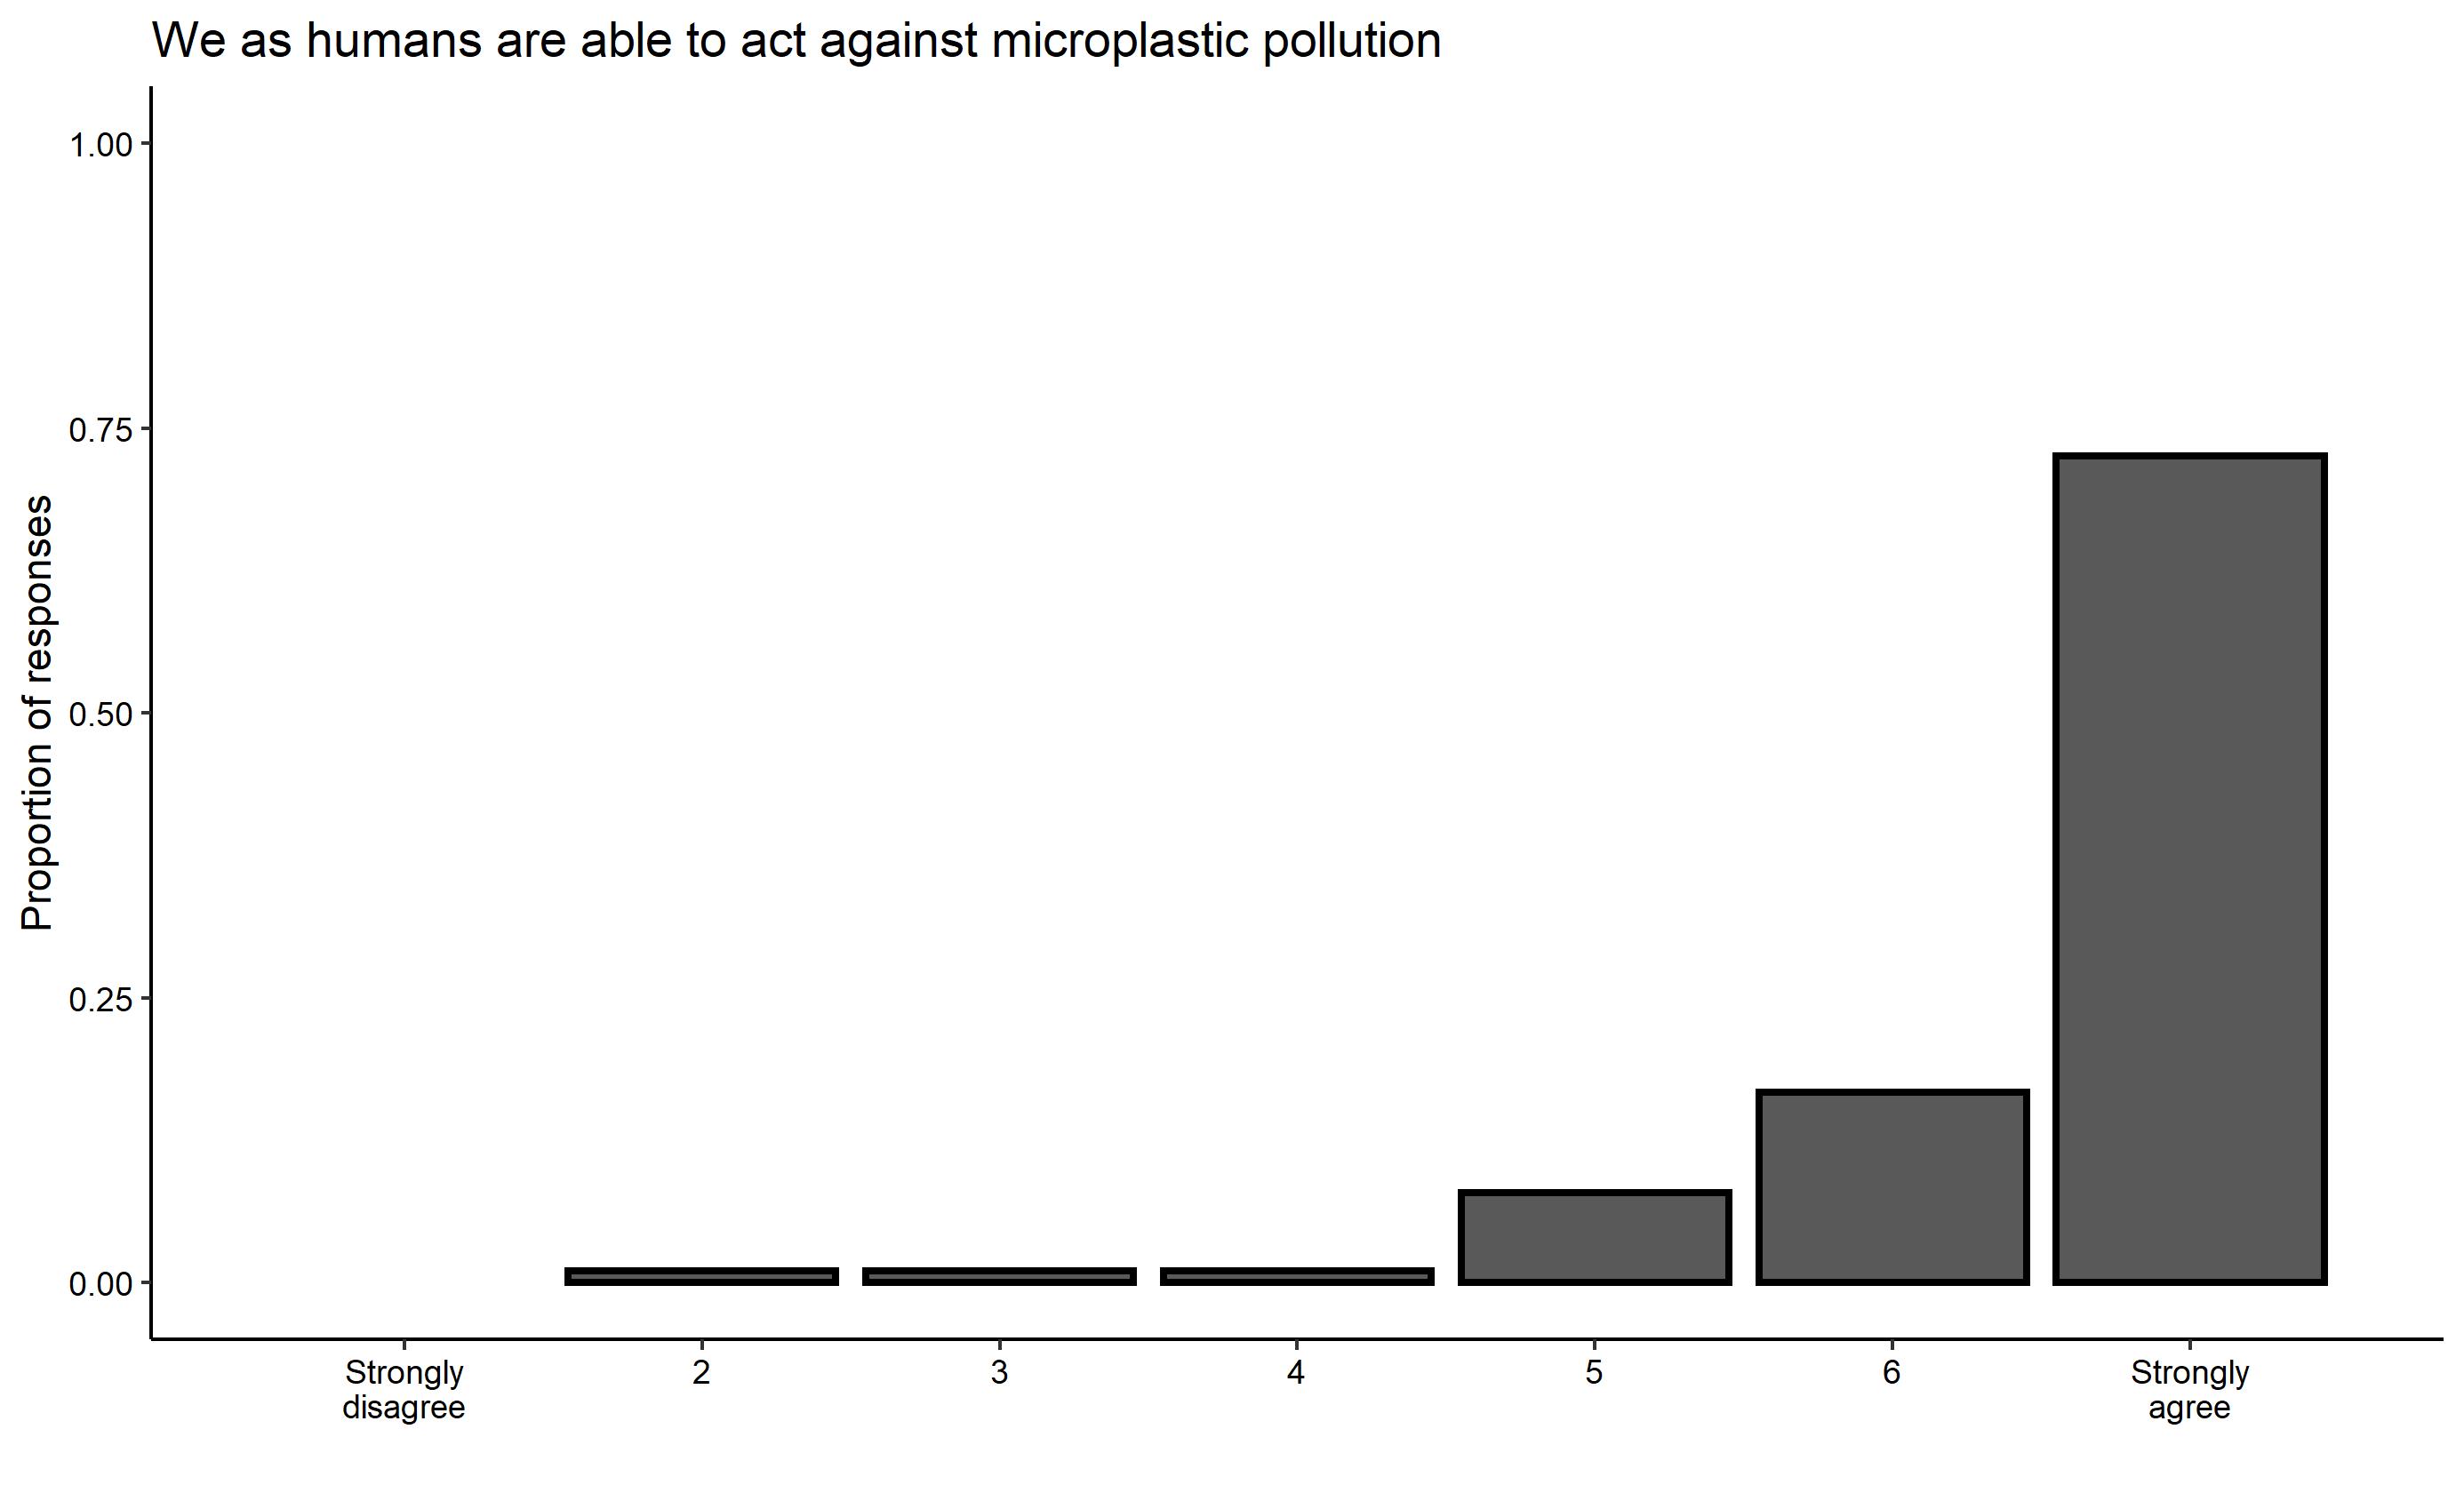 We as humans are able to act against microplastic pollution
Proportion of responses
1.00
0.75
0.50
0.25
0.00
Strongly
disagree
2
3
4
5
6
Strongly
agree